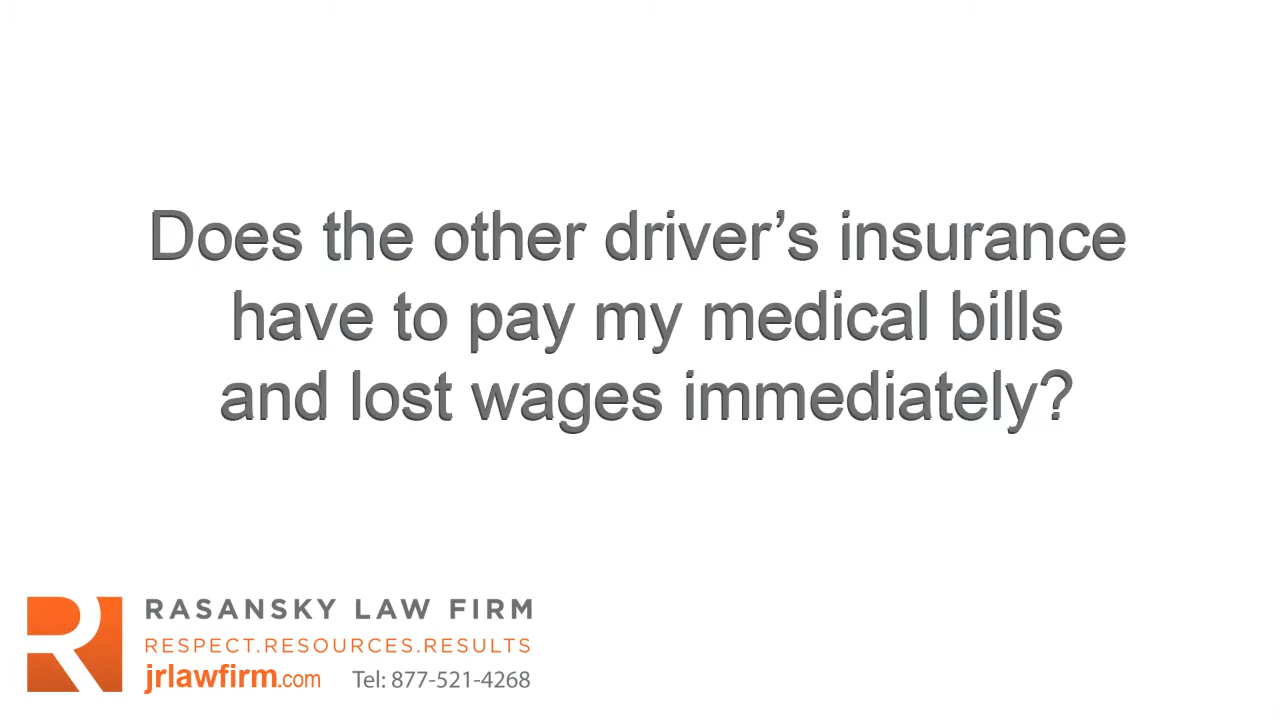 Does the other driver’s insurance
have to pay my medical bills
and lost wages immediately?
R
RASANSKY LAW FIRM
RESPECT.RESOURCES.RESULTS
jrlawfirm.com Tel: 877-521-4268